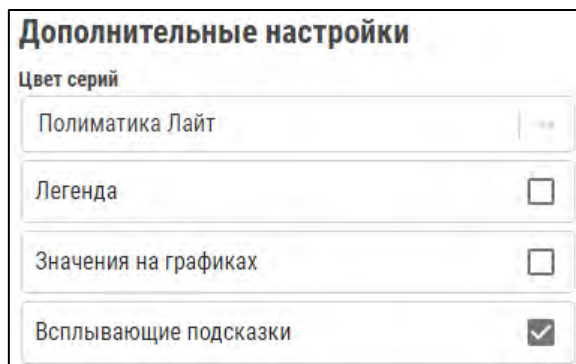 Дополнительные настройки
Цвет серий
Полиматика Лайт
Легенда
Значения на графиках
Всплывающие подсказки